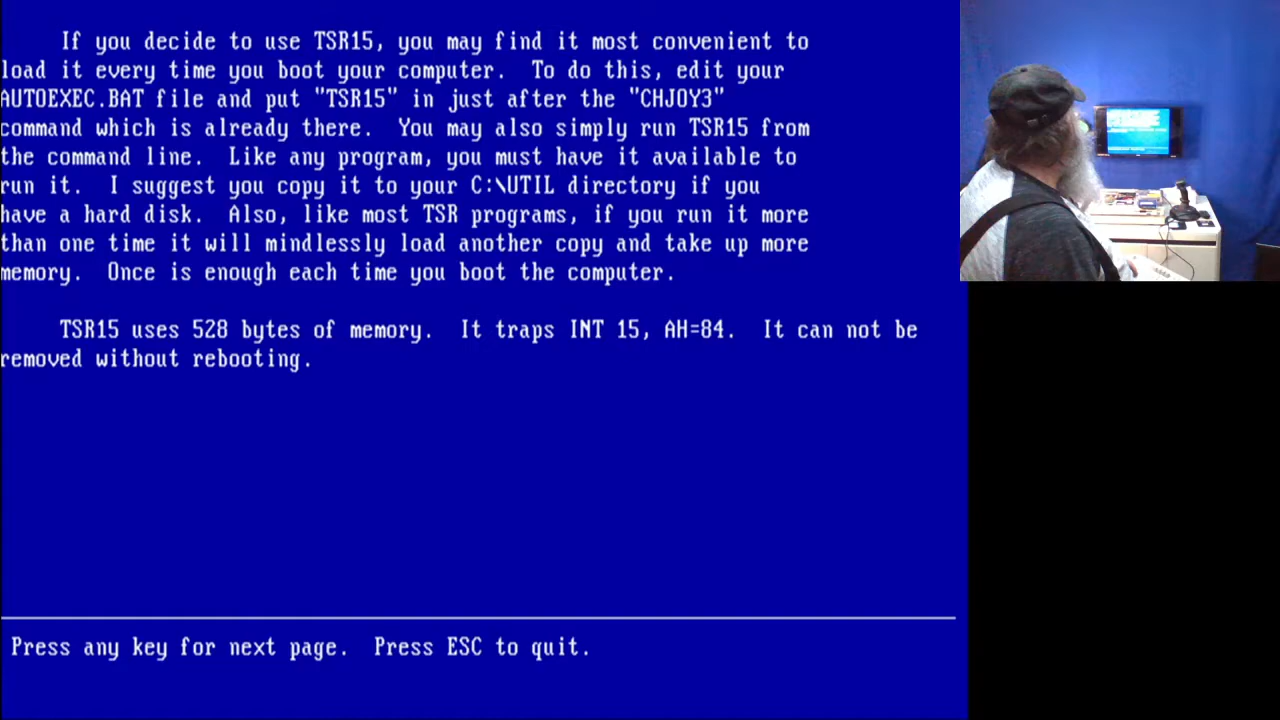 If you decide to use TSR15, you may find it most convenient to
load it every time you boot your computer. To do this, edit your
AUTOEXEC.BAT file and put "TSR15" in just after the "CHJOY3"
command which is already there. You may also simply run TSR15 from
the command line. Like any program, you must have it available to
run it. I suggest you copy it to your C:\UTIL directory if you
have a hard disk. Also, like most TSR programs, if you run it more
than one time it will mindlessly load another copy and take up more
memory. Once is enough each time you boot the computer.
TSR15 uses 528 bytes of memory. It traps INT 15, AH=84. It can not be
removed without rebooting.
Press any key for next page. Press ESC to quit.